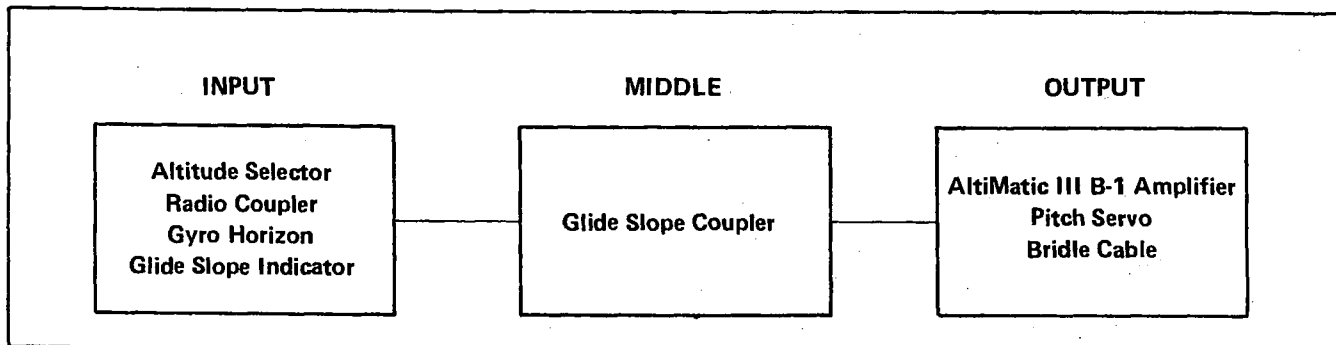 INPUT
Altitude Selector
Radio Coupler
Gyro Horizon
Glide Slope Indicator
MIDDLE
Glide Slope Coupler
OUTPUT
AltiMatic III B-1 Amplifier
Pitch Servo
Bridle Cable